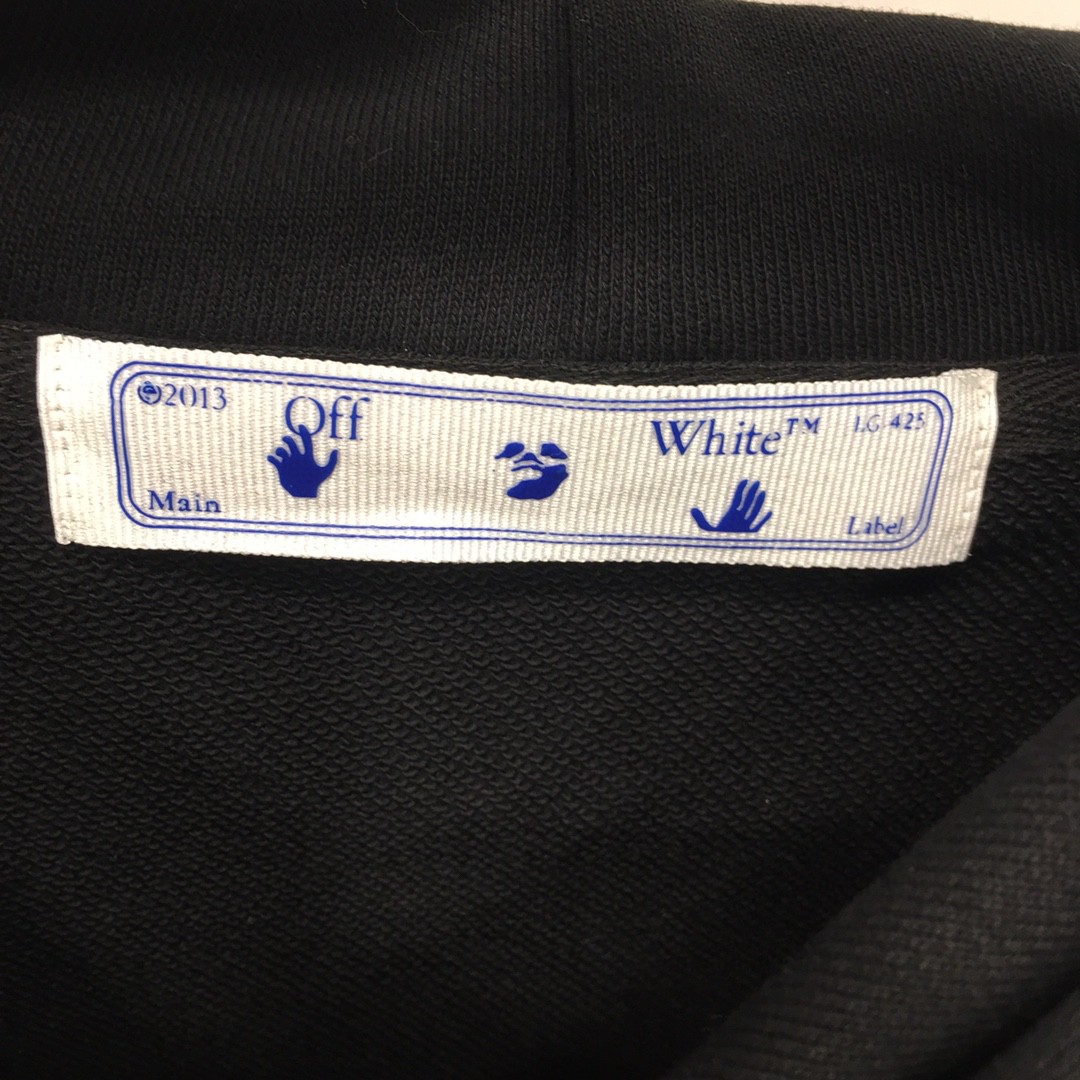 ©2013 Off White™ LG 425
Main Label